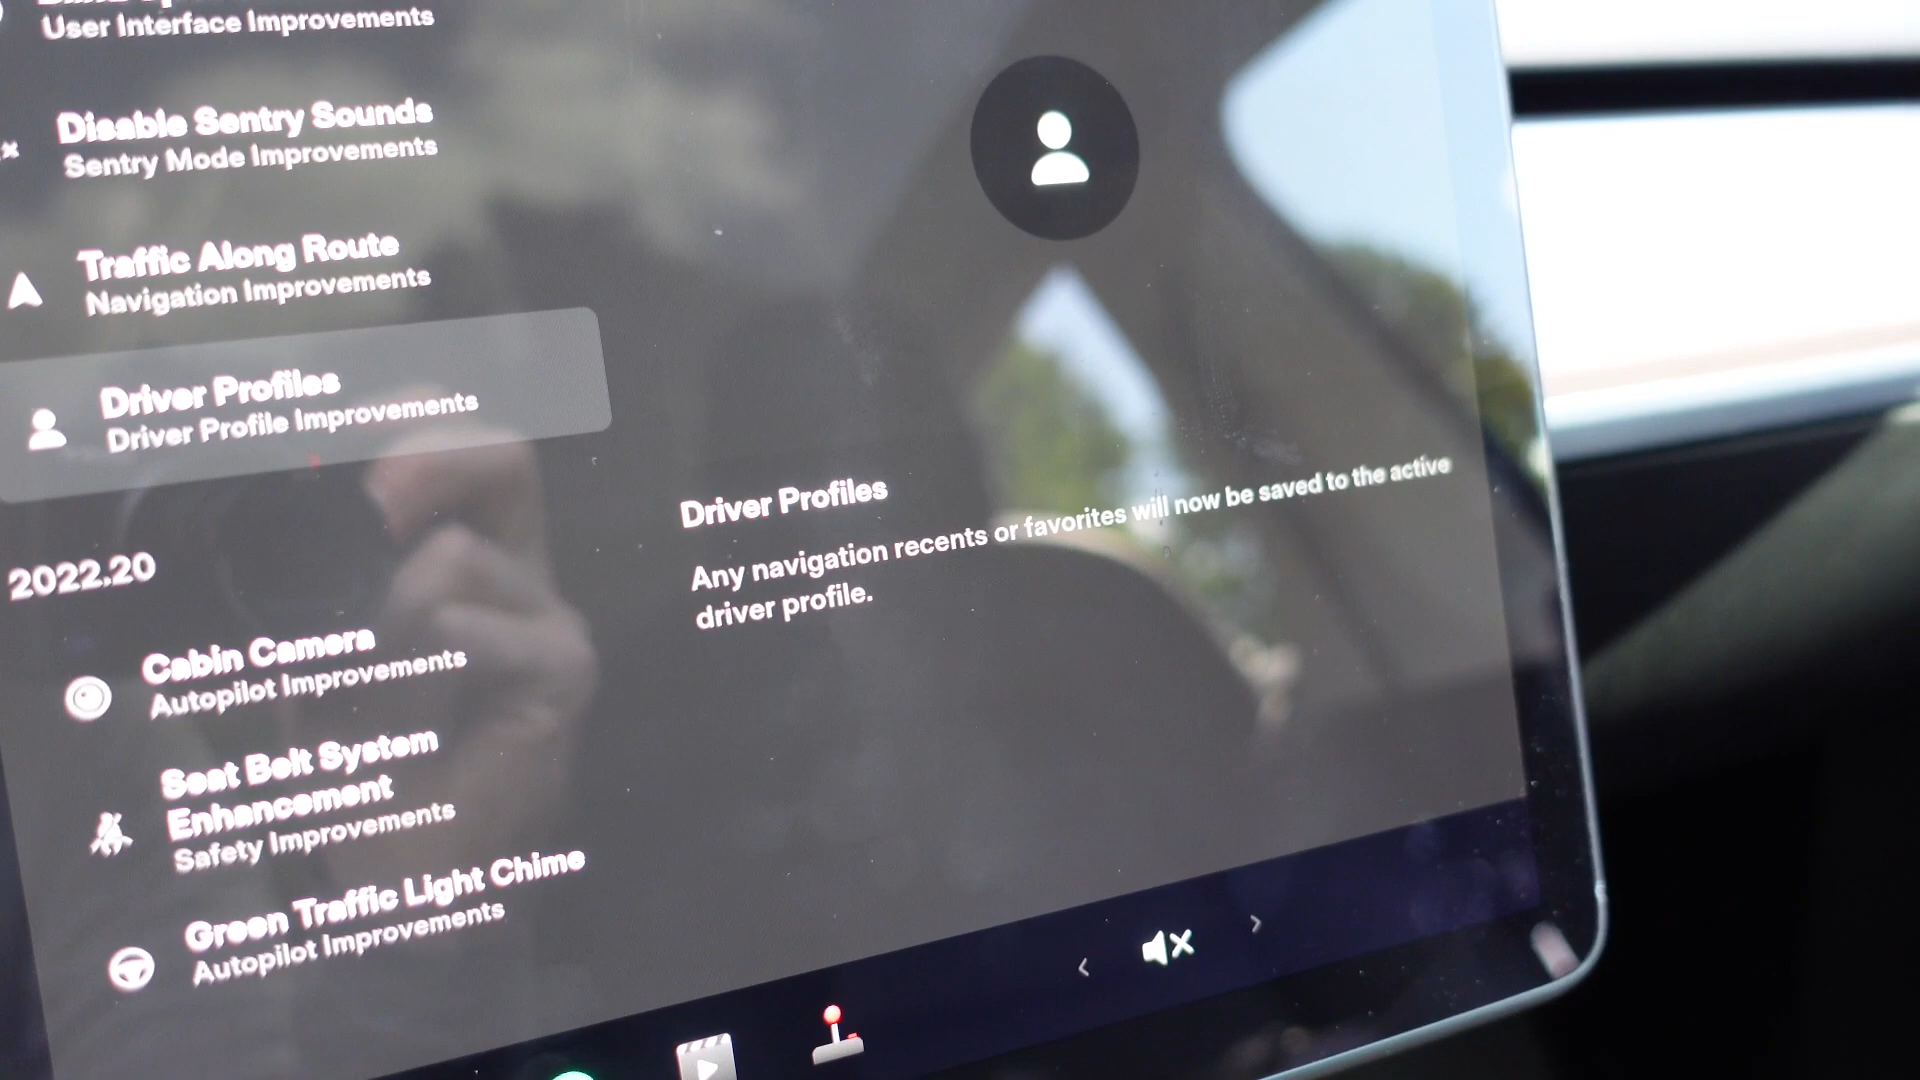 User Interface Improvements
Disable Sentry Sounds
Sentry Mode Improvements
Traffic Along Route
Navigation Improvements
Driver Profiles
Driver Profile Improvements
2022.20
Cabin Camera
Autopilot Improvements
Seat Belt System
Enhancement
Safety Improvements
Green Traffic Light Chime
Autopilot Improvements
Driver Profiles
Any navigation recents or favorites will now be saved to the active
driver profile.